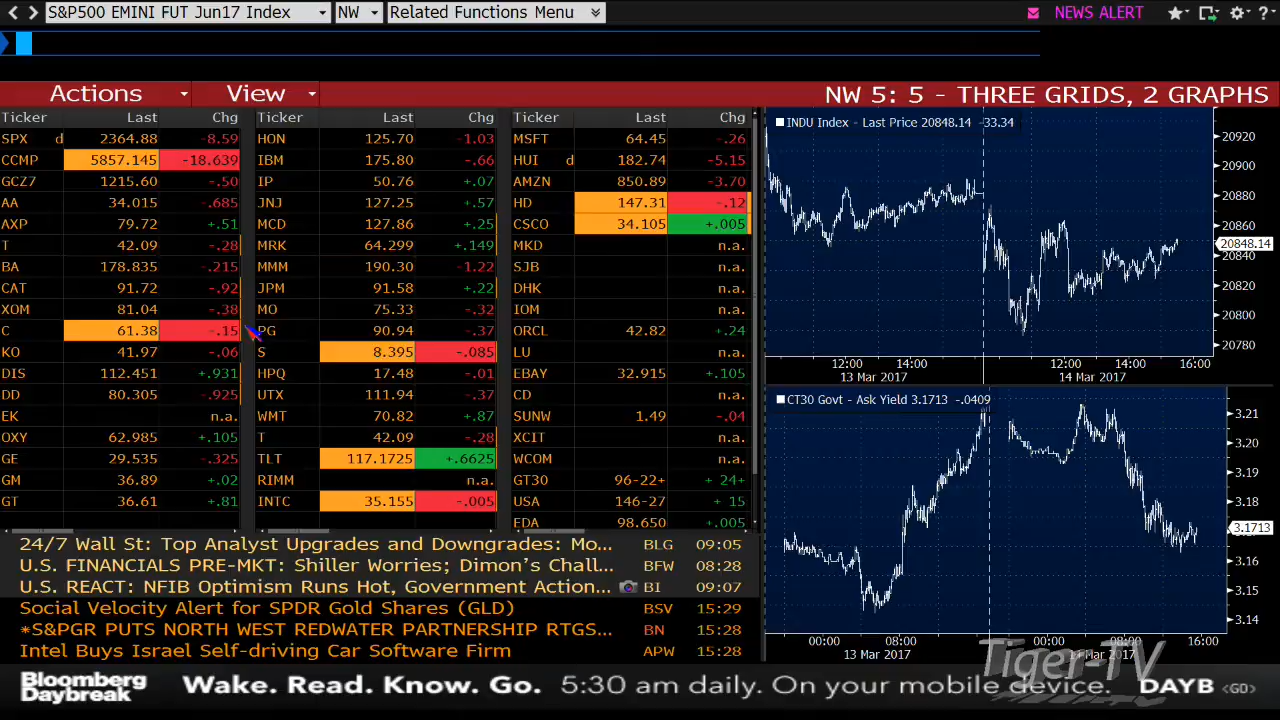 S&P500 EMINI FUT Jun17 Index NW Related Functions Menu NEWS ALERT
Actions View NW 5: 5 - THREE GRIDS, 2 GRAPHS
Ticker Last Chg Ticker Last Chg Ticker Last Chg
SPX d 2364.88 -8.59 HON 125.70 -1.03 MSFT 64.45 -.26
CCMP 5857.145 -18.639 IBM 175.80 -.66 HUI d 182.74 -5.15
GCZ7 1215.60 -.50 IP 50.76 +.07 AMZN 850.89 -3.70
AA 34.015 -.685 JNJ 127.25 +.57 HD 147.31 -.12
AXP 79.72 +.51 MCD 127.86 +.25 CSCO 34.105 +.005
T 42.09 -.28 MRK 64.299 +.149 MKD n.a.
BA 178.835 -.215 MMM 190.30 -1.22 SJB n.a.
CAT 91.72 -.92 JPM 91.58 +.22 DHK n.a.
XOM 81.04 -.38 MO 75.33 -.32 IOM n.a.
C 61.38 -.15 PG 90.94 -.37 ORCL 42.82 +.24
KO 41.97 -.06 S 8.395 -.085 LU n.a.
DIS 112.451 +.931 HPQ 17.48 -.01 EBAY 32.915 +.105
DD 80.305 -.925 UTX 111.94 -.37 CD n.a.
EK n.a. WMT 70.82 +.87 SUNW 1.49 -.04
OXY 62.985 +.105 T 42.09 -.28 XCIT n.a.
GE 29.535 -.325 TLT 117.1725 +.6625 WCOM n.a.
GM 36.89 +.02 RIMM n.a. GT30 96-22+ + 24+
GT 36.61 +.81 INTC 35.155 -.005 USA 146-27 + 15
EDA 98.650 +.005
INDU Index - Last Price 20848.14 -33.34
20920
20900
20880
20860
20848.14
20840
20820
20800
20780
12:00 14:00 12:00 14:00 16:00
13 Mar 2017 14 Mar 2017
CT30 Govt - Ask Yield 3.1713 -.0409
3.21
3.20
3.19
3.18
3.1713
3.16
3.15
3.14
00:00 08:00 00:00 08:00 16:00
13 Mar 2017 14 Mar 2017
24/7 Wall St: Top Analyst Upgrades and Downgrades: Mo... BLG 09:05
U.S. FINANCIALS PRE-MKT: Shiller Worries; Dimon's Chall... BFW 08:28
U.S. REACT: NFIB Optimism Runs Hot, Government Action... BI 09:07
Social Velocity Alert for SPDR Gold Shares (GLD) BSV 15:29
*S&PGR PUTS NORTH WEST REDWATER PARTNERSHIP RTGS... BN 15:28
Intel Buys Israel Self-driving Car Software Firm APW 15:28
Tiger-TV
Bloomberg Daybreak Wake. Read. Know. Go. 5:30 am daily. On your mobile device. DAYB <GO>